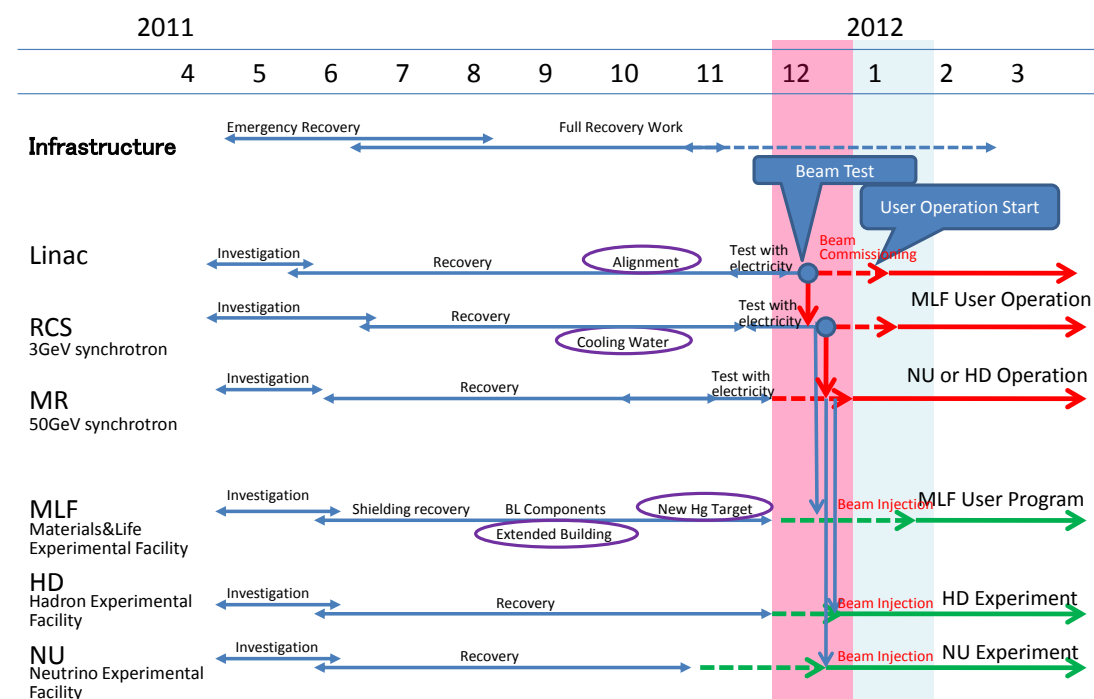 2011 2012
4 5 6 7 8 9 10 11 12 1 2 3
Emergency Recovery Full Recovery Work
Infrastructure
Beam Test
User Operation Start
Linac
Investigation
Recovery
Alignment
Test with
electricity
Beam
Commissioning
MLF User Operation
RCS
3GeV synchrotron
Investigation
Recovery
Cooling Water
Test with
electricity
NU or HD Operation
MR
50GeV synchrotron
Investigation
Recovery
Test with
electricity
MLF
Materials&Life
Experimental Facility
Investigation
Shielding recovery
BL Components
New Hg Target
Extended Building
Beam Injection
MLF User Program
HD
Hadron Experimental
Facility
Investigation
Recovery
Beam Injection
HD Experiment
NU
Neutrino Experimental
Facility
Investigation
Recovery
Beam Injection
NU Experiment